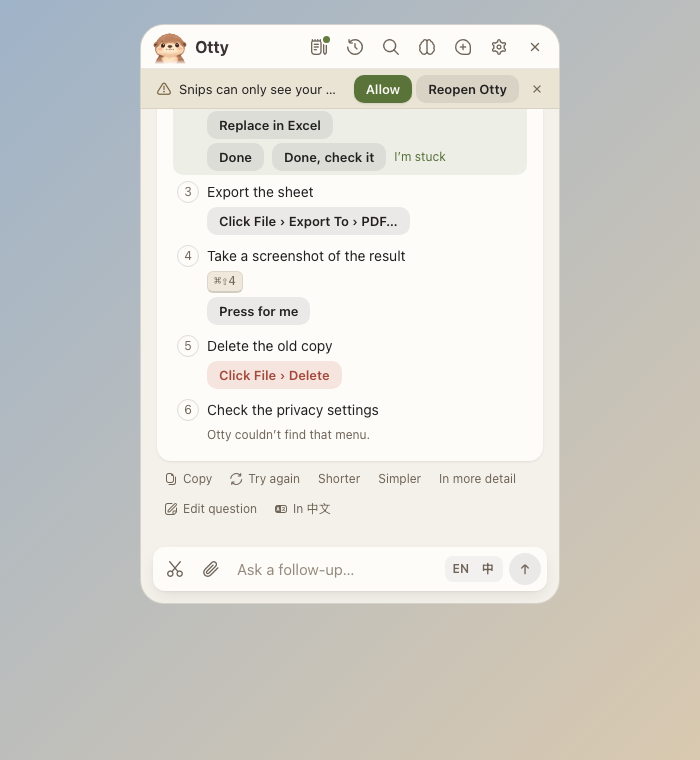 Otty
Snips can only see your ...
Allow
Reopen Otty
Replace in Excel
Done
Done, check it
I'm stuck
3
Export the sheet
Click File › Export To › PDF...
4
Take a screenshot of the result
⌘⇧4
Press for me
5
Delete the old copy
Click File › Delete
6
Check the privacy settings
Otty couldn't find that menu.
Copy
Try again
Shorter
Simpler
In more detail
Edit question
In 中文
Ask a follow-up...
EN
中